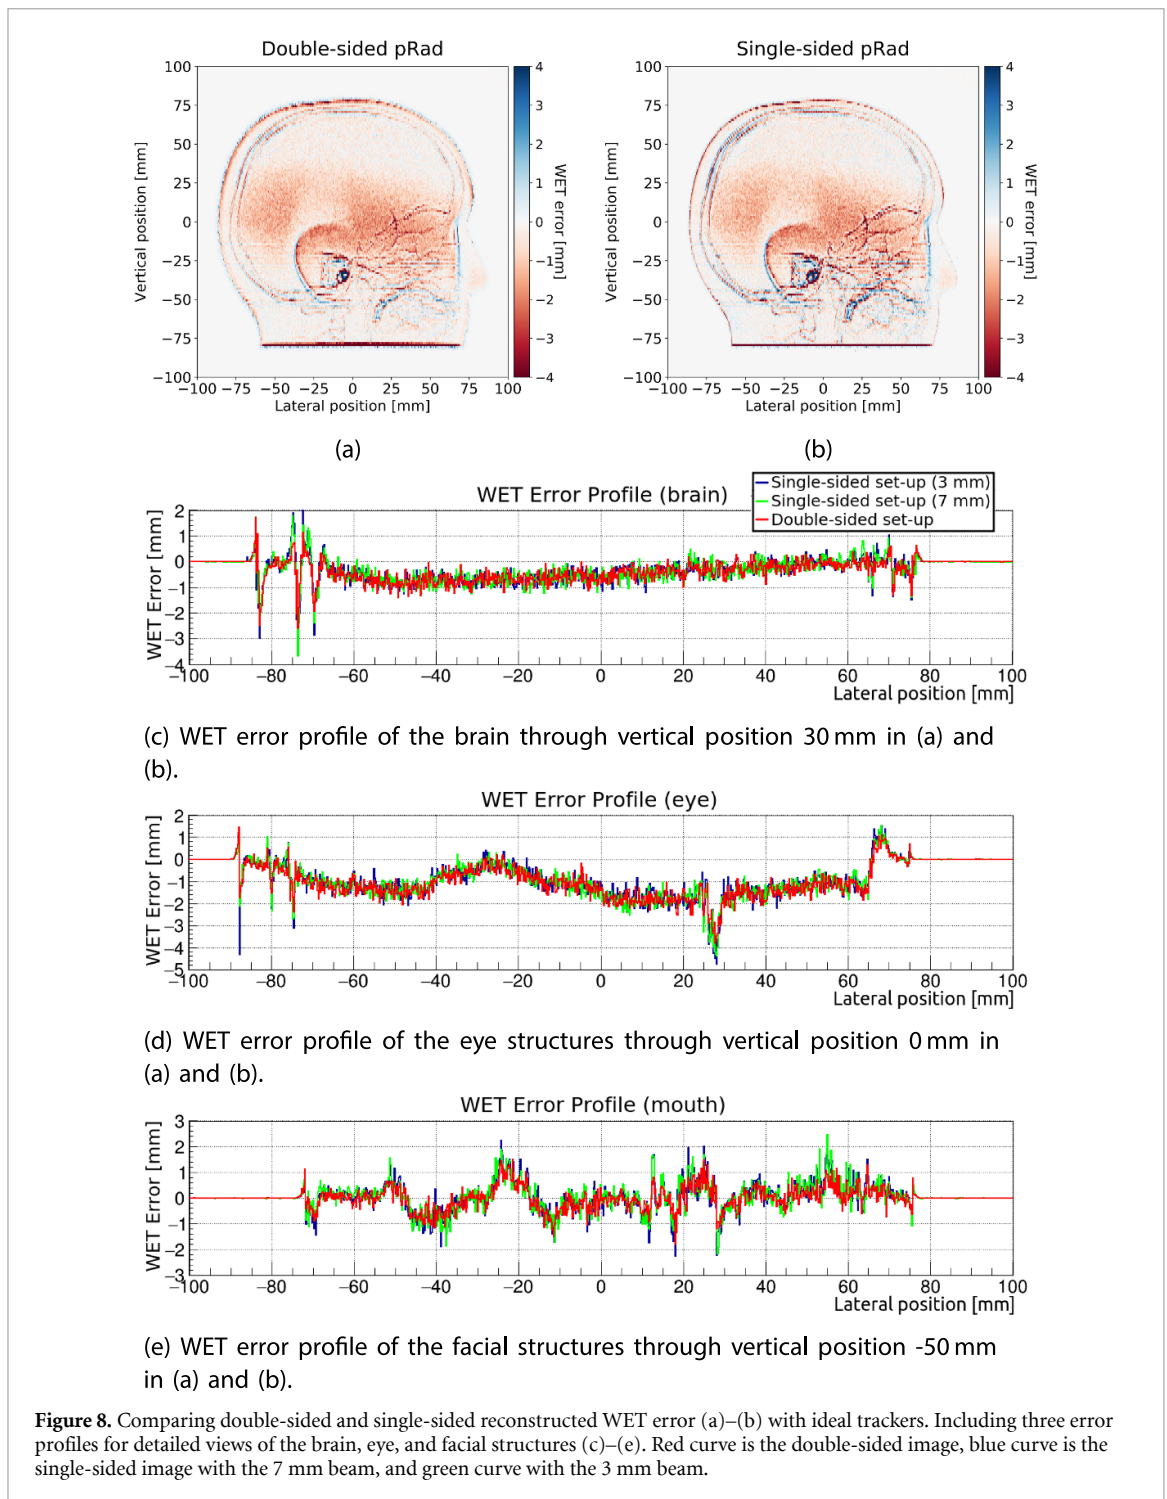 Double-sided pRad
Single-sided pRad
100
75
50
25
0
−25
−50
−75
−100
Vertical position [mm]
−100 −75 −50 −25 0 25 50 75 100
Lateral position [mm]
4
3
2
1
0
−1
−2
−3
−4
WET error [mm]
100
75
50
25
0
−25
−50
−75
−100
Vertical position [mm]
−100 −75 −50 −25 0 25 50 75 100
Lateral position [mm]
4
3
2
1
0
−1
−2
−3
−4
WET error [mm]
(a)
(b)
WET Error Profile (brain)
Single-sided set-up (3 mm)
Single-sided set-up (7 mm)
Double-sided set-up
WET Error [mm]
2
1
0
−1
−2
−3
−4
−100 −80 −60 −40 −20 0 20 40 60 80 100
Lateral position [mm]
(c) WET error profile of the brain through vertical position 30 mm in (a) and
(b).
WET Error Profile (eye)
WET Error [mm]
2
1
0
−1
−2
−3
−4
−5
−100 −80 −60 −40 −20 0 20 40 60 80 100
Lateral position [mm]
(d) WET error profile of the eye structures through vertical position 0 mm in
(a) and (b).
WET Error Profile (mouth)
WET Error [mm]
3
2
1
0
−1
−2
−3
−100 −80 −60 −40 −20 0 20 40 60 80 100
Lateral position [mm]
(e) WET error profile of the facial structures through vertical position -50 mm
in (a) and (b).
Figure 8. Comparing double-sided and single-sided reconstructed WET error (a)–(b) with ideal trackers. Including three error
profiles for detailed views of the brain, eye, and facial structures (c)–(e). Red curve is the double-sided image, blue curve is the
single-sided image with the 7 mm beam, and green curve with the 3 mm beam.